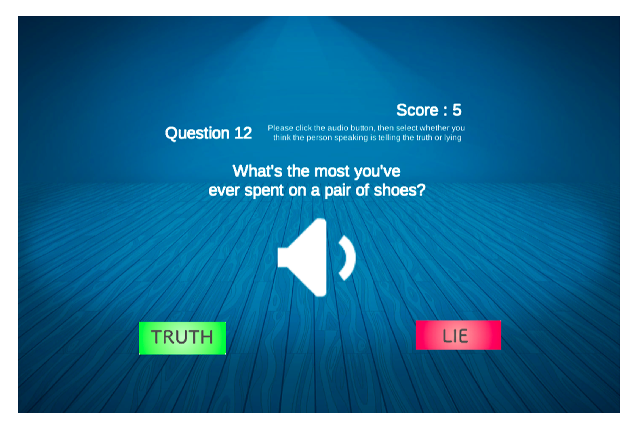 Score : 5
Question 12
Please click the audio button, then select whether you
think the person speaking is telling the truth or lying
What's the most you've
ever spent on a pair of shoes?
TRUTH
LIE